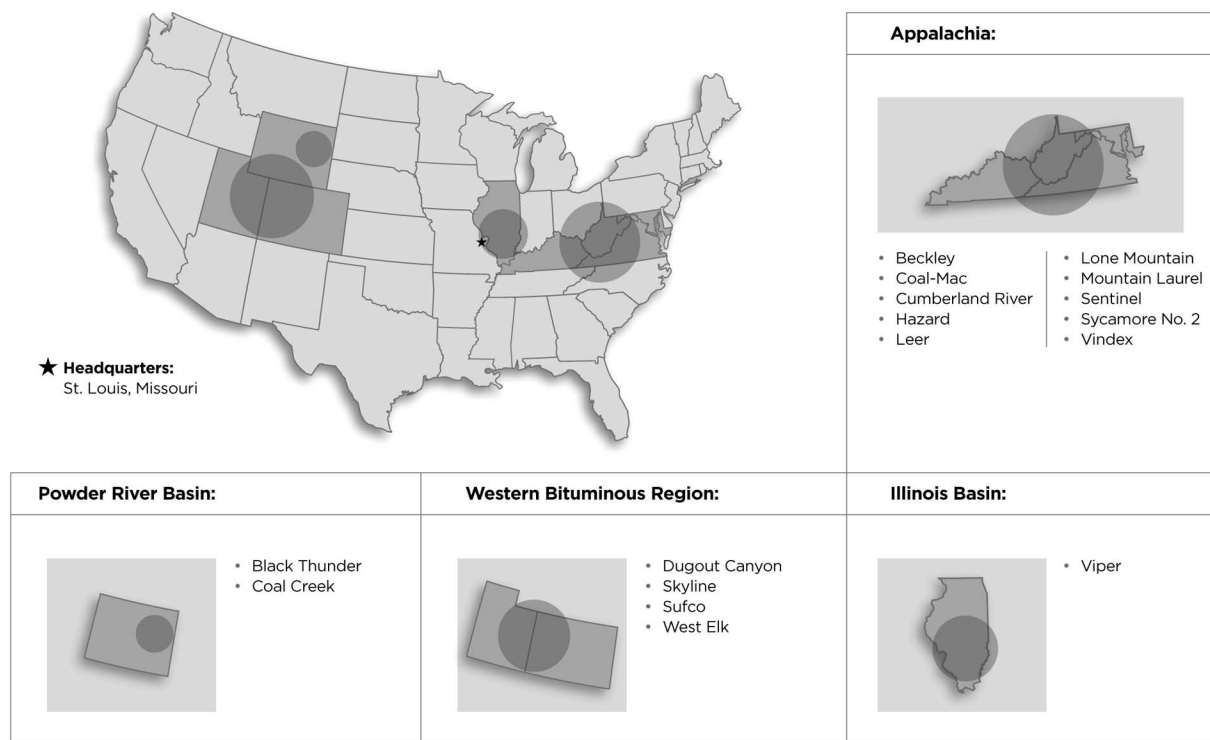 Appalachia:
• Beckley
• Coal-Mac
• Cumberland River
• Hazard
• Leer
• Lone Mountain
• Mountain Laurel
• Sentinel
• Sycamore No. 2
• Vindex
★ Headquarters:
St. Louis, Missouri
Powder River Basin:
• Black Thunder
• Coal Creek
Western Bituminous Region:
• Dugout Canyon
• Skyline
• Sufco
• West Elk
Illinois Basin:
• Viper